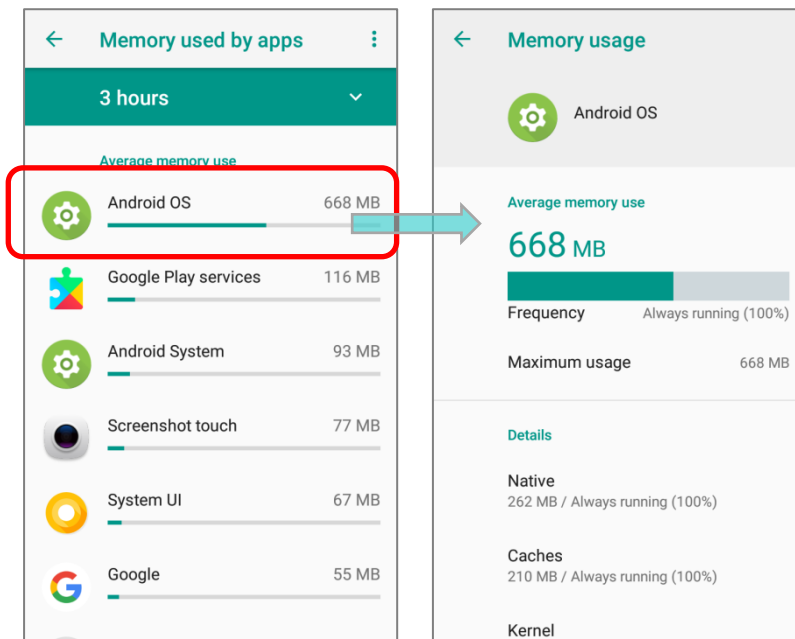 Memory used by apps
3 hours
Average memory use
Android OS 668 MB
Google Play services 116 MB
Android System 93 MB
Screenshot touch 77 MB
System UI 67 MB
Google 55 MB
Memory usage
Android OS
Average memory use
668 MB
Frequency Always running (100%)
Maximum usage 668 MB
Details
Native
262 MB / Always running (100%)
Caches
210 MB / Always running (100%)
Kernel